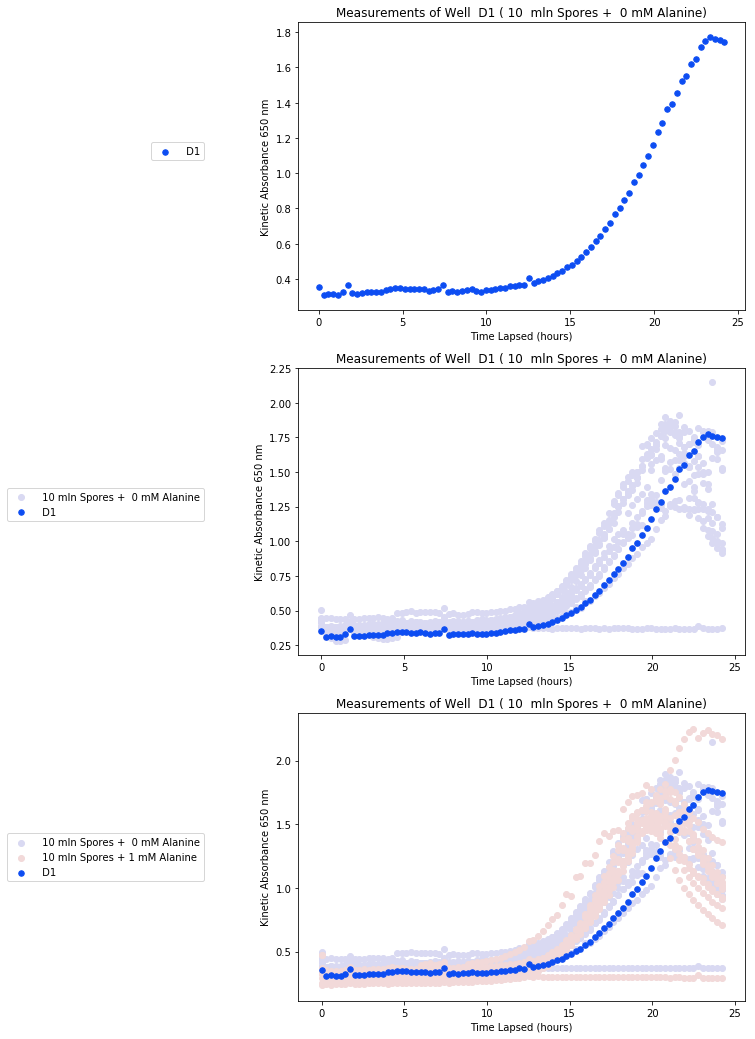 Measurements of Well  D1 ( 10  mln Spores +  0 mM Alanine)
1.8
1.6
1.4
1.2
1.0
0.8
0.6
0.4
Kinetic Absorbance 650 nm
D1
0
5
10
15
20
25
Time Lapsed (hours)
Measurements of Well  D1 ( 10  mln Spores +  0 mM Alanine)
2.25
2.00
1.75
1.50
1.25
1.00
0.75
0.50
0.25
Kinetic Absorbance 650 nm
10 mln Spores +  0 mM Alanine
D1
0
5
10
15
20
25
Time Lapsed (hours)
Measurements of Well  D1 ( 10  mln Spores +  0 mM Alanine)
2.0
1.5
1.0
0.5
Kinetic Absorbance 650 nm
10 mln Spores +  0 mM Alanine
10 mln Spores + 1 mM Alanine
D1
0
5
10
15
20
25
Time Lapsed (hours)